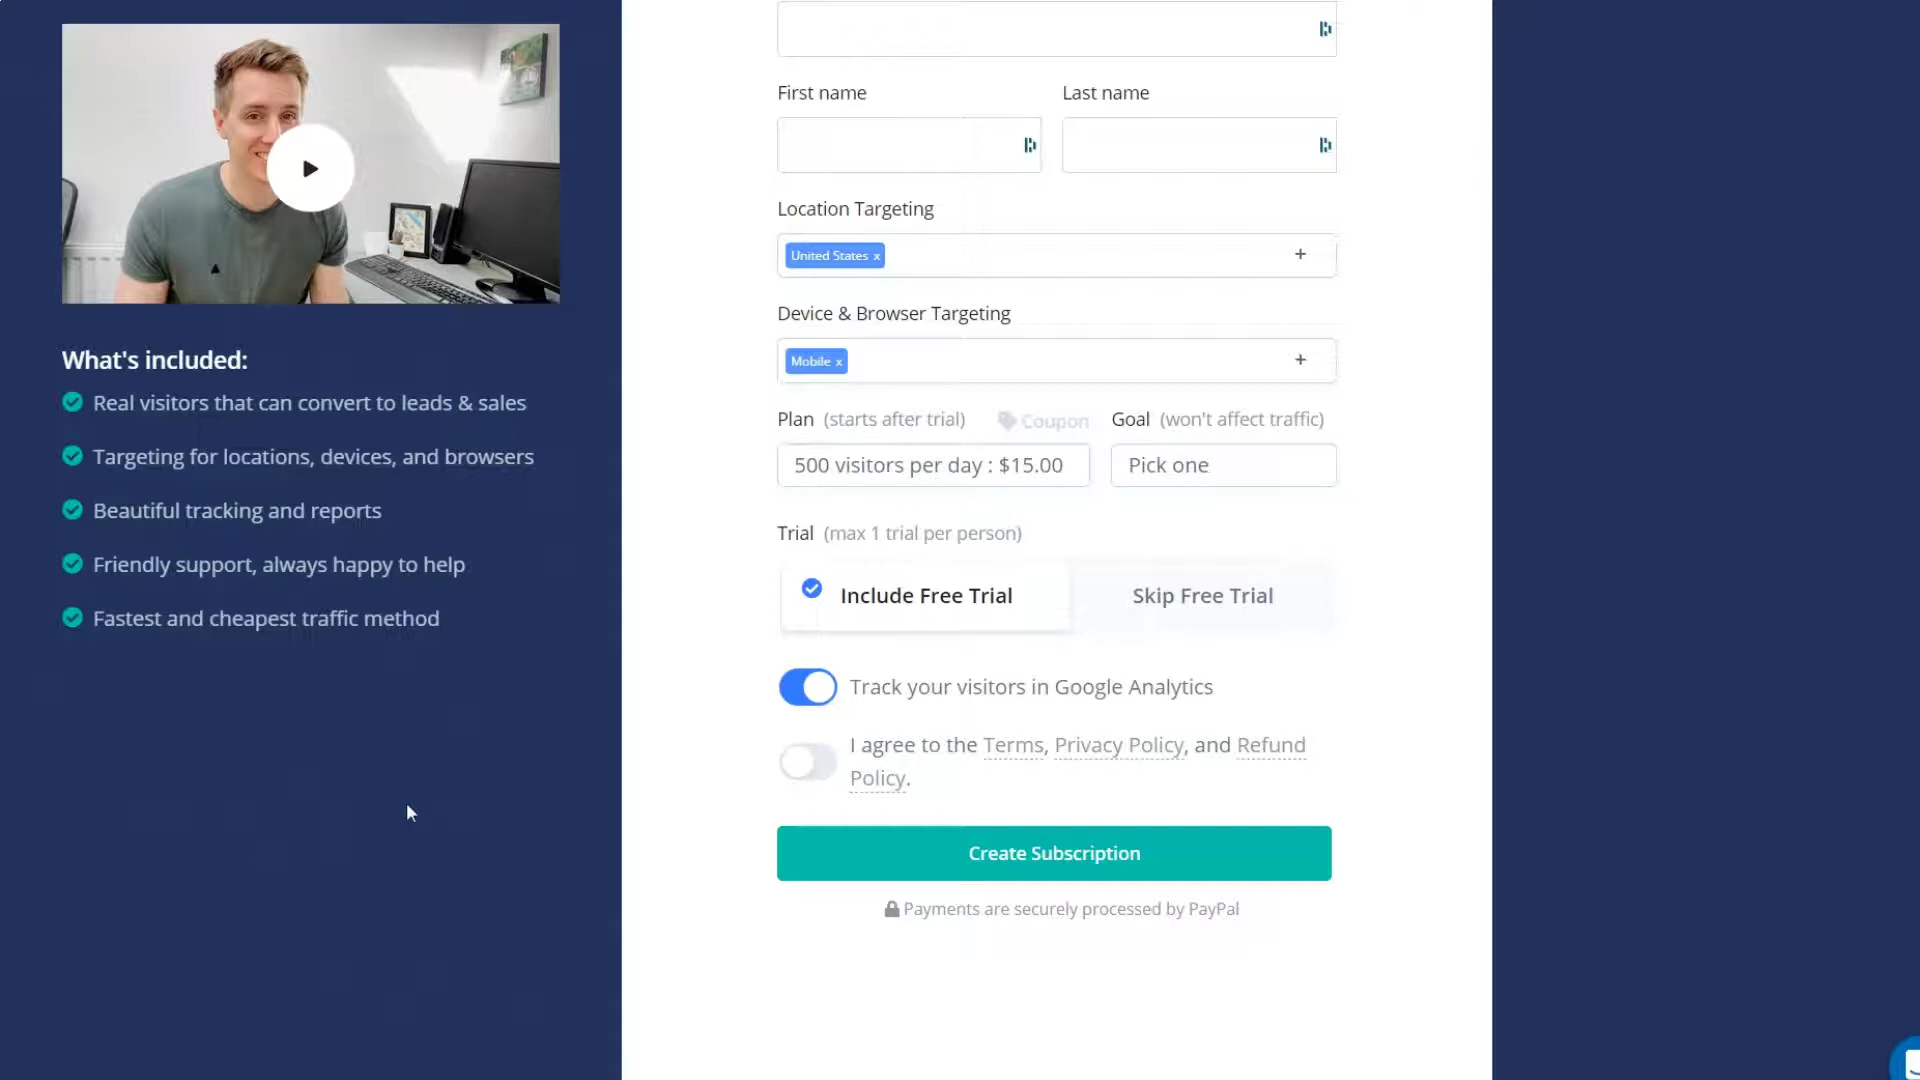 First name
Last name
Location Targeting
United States x
+
Device & Browser Targeting
Mobile x
+
Plan (starts after trial)
Coupon
Goal (won't affect traffic)
500 visitors per day : $15.00
Pick one
Trial (max 1 trial per person)
Include Free Trial
Skip Free Trial
Track your visitors in Google Analytics
I agree to the Terms, Privacy Policy, and Refund
Policy.
Create Subscription
Payments are securely processed by PayPal
What's included:
Real visitors that can convert to leads & sales
Targeting for locations, devices, and browsers
Beautiful tracking and reports
Friendly support, always happy to help
Fastest and cheapest traffic method